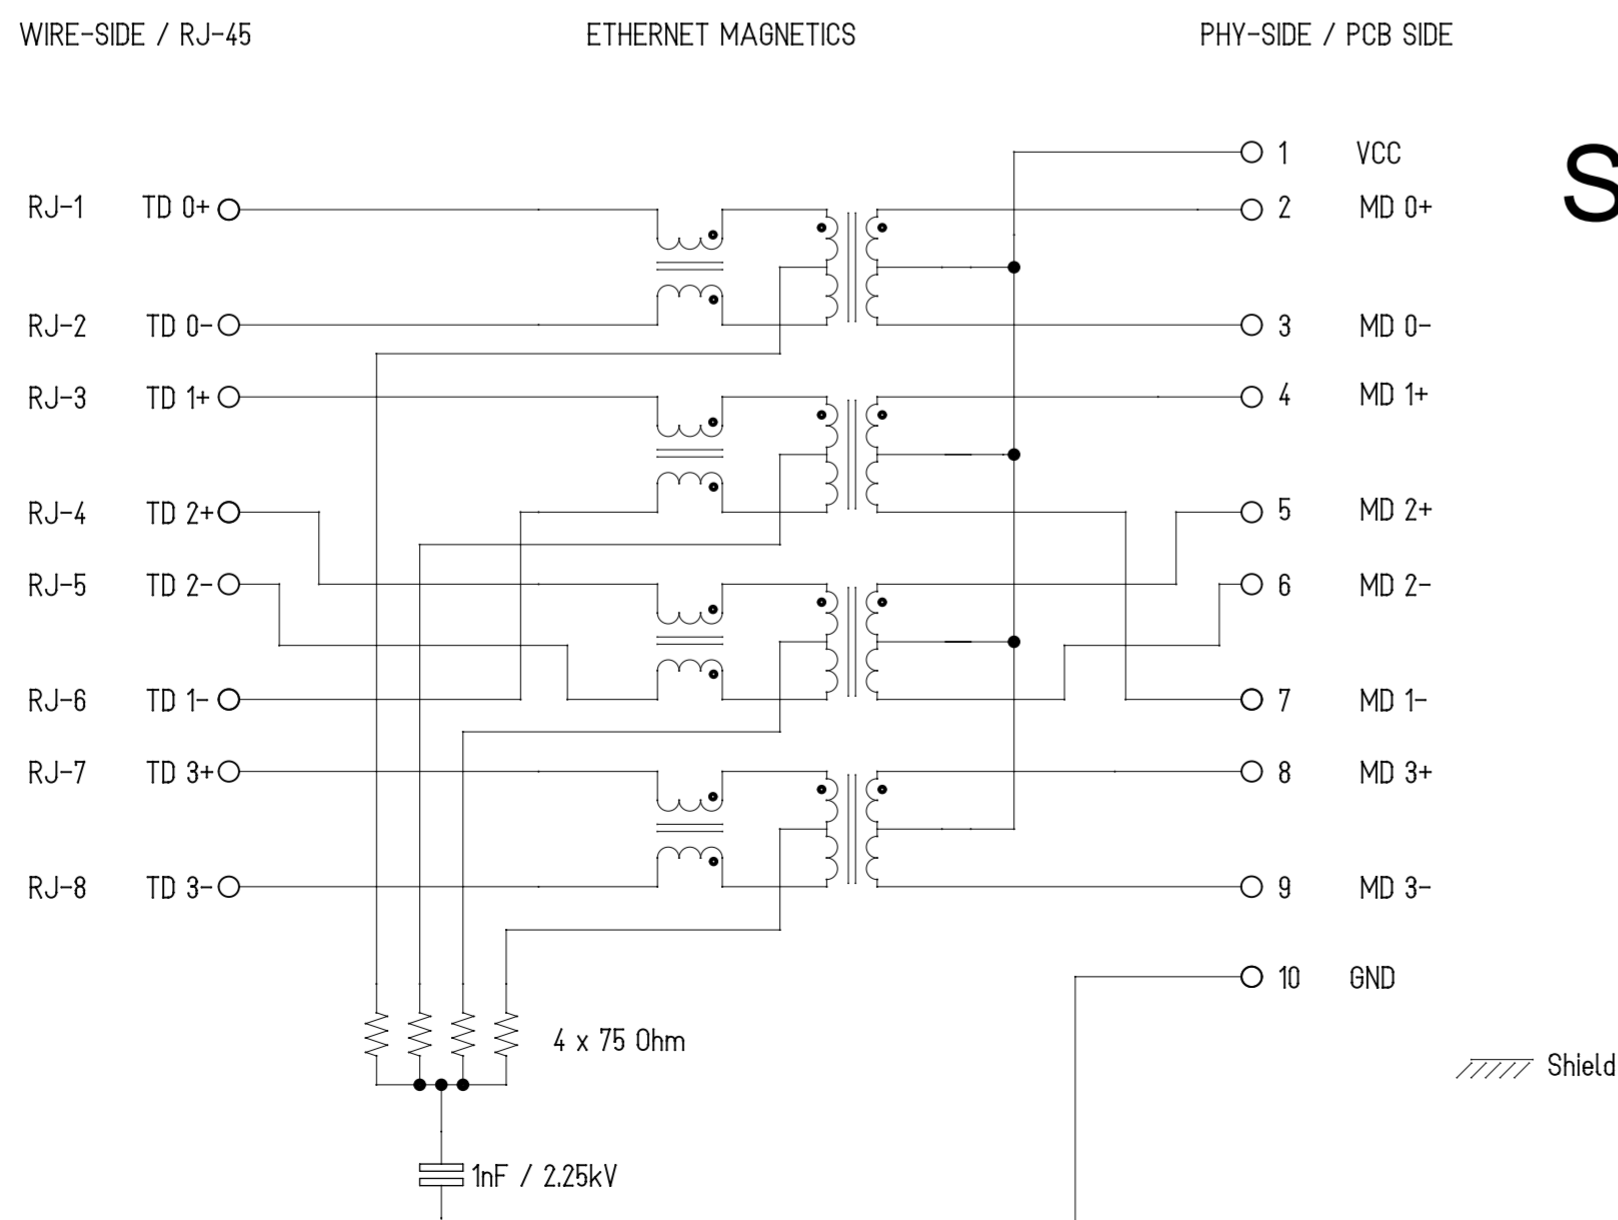 WIRE-SIDE / RJ-45 ETHERNET MAGNETICS PHY-SIDE / PCB SIDE
1 VCC
S
RJ-1 TD 0+ 2 MD 0+
RJ-2 TD 0- 3 MD 0-
RJ-3 TD 1+ 4 MD 1+
RJ-4 TD 2+ 5 MD 2+
RJ-5 TD 2- 6 MD 2-
RJ-6 TD 1- 7 MD 1-
RJ-7 TD 3+ 8 MD 3+
RJ-8 TD 3- 9 MD 3-
10 GND
4 x 75 Ohm
Shield
1nF / 2.25kV